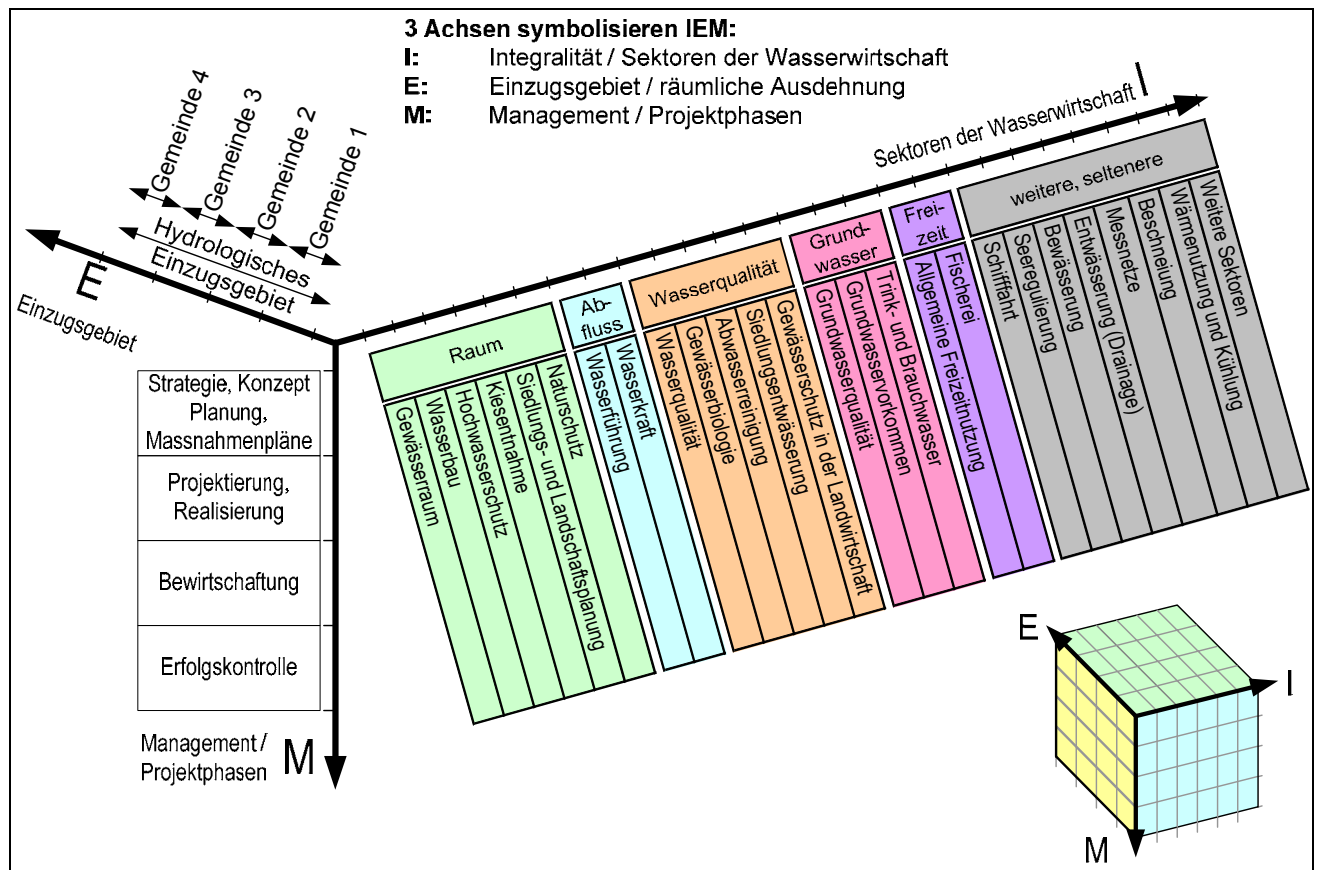 3 Achsen symbolisieren IEM:
I: Integralität / Sektoren der Wasserwirtschaft
E: Einzugsgebiet / räumliche Ausdehnung
M: Management / Projektphasen
Gemeinde 4
Gemeinde 3
Gemeinde 2
Gemeinde 1
Hydrologisches
Einzugsgebiet
E
Einzugsgebiet
Sektoren der Wasserwirtschaft
I
Raum
Gewässerraum
Wasserbau
Hochwasserschutz
Kiesentnahme
Siedlungs- und Landschaftsplanung
Naturschutz
Ab-
fluss
Wasserführung
Wasserkraft
Wasserqualität
Wasserqualität
Gewässerbiologie
Abwasserreinigung
Siedlungsentwässerung
Gewässerschutz in der Landwirtschaft
Grund-
wasser
Grundwasserqualität
Grundwasservorkommen
Trink- und Brauchwasser
Frei-
zeit
Allgemeine Freizeitnutzung
Fischerei
weitere, seltenere
Schifffahrt
Seeregulierung
Bewässerung
Entwässerung (Drainage)
Messnetze
Beschneiung
Wärmenutzung und Kühlung
Weitere Sektoren
Strategie, Konzept
Planung,
Massnahmenpläne
Projektierung,
Realisierung
Bewirtschaftung
Erfolgskontrolle
Management /
Projektphasen
M
E
I
M